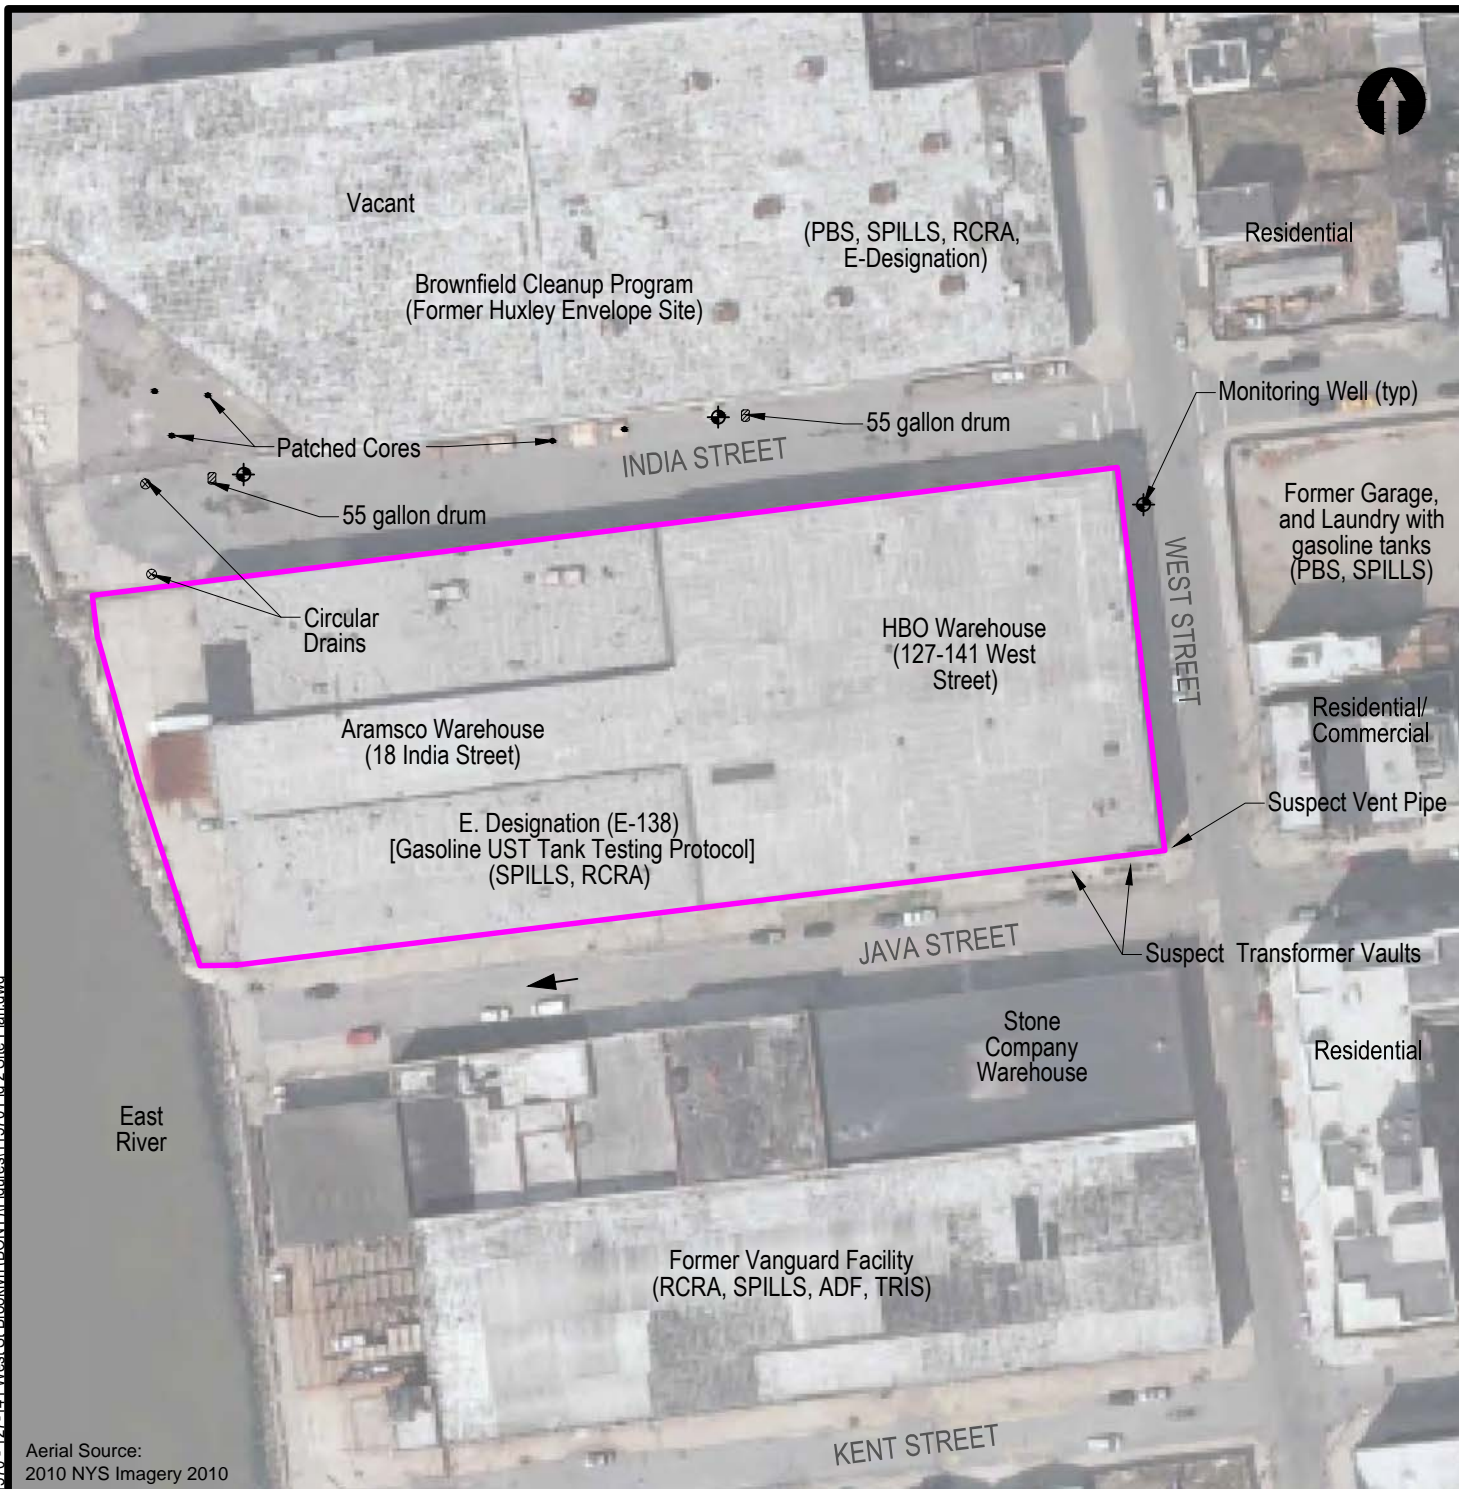 Vacant
(PBS, SPILLS, RCRA,
E-Designation)
Residential
Brownfield Cleanup Program
(Former Huxley Envelope Site)
Monitoring Well (typ)
55 gallon drum
Patched Cores
INDIA STREET
Former Garage,
and Laundry with
gasoline tanks
(PBS, SPILLS)
55 gallon drum
WEST STREET
Circular
Drains
HBO Warehouse
(127-141 West
Street)
Residential/
Commercial
Aramsco Warehouse
(18 India Street)
Suspect Vent Pipe
E. Designation (E-138)
[Gasoline UST Tank Testing Protocol]
(SPILLS, RCRA)
JAVA STREET
Suspect Transformer Vaults
Stone
Company
Warehouse
Residential
East
River
Former Vanguard Facility
(RCRA, SPILLS, ADF, TRIS)
KENT STREET
Aerial Source:
2010 NYS Imagery 2010